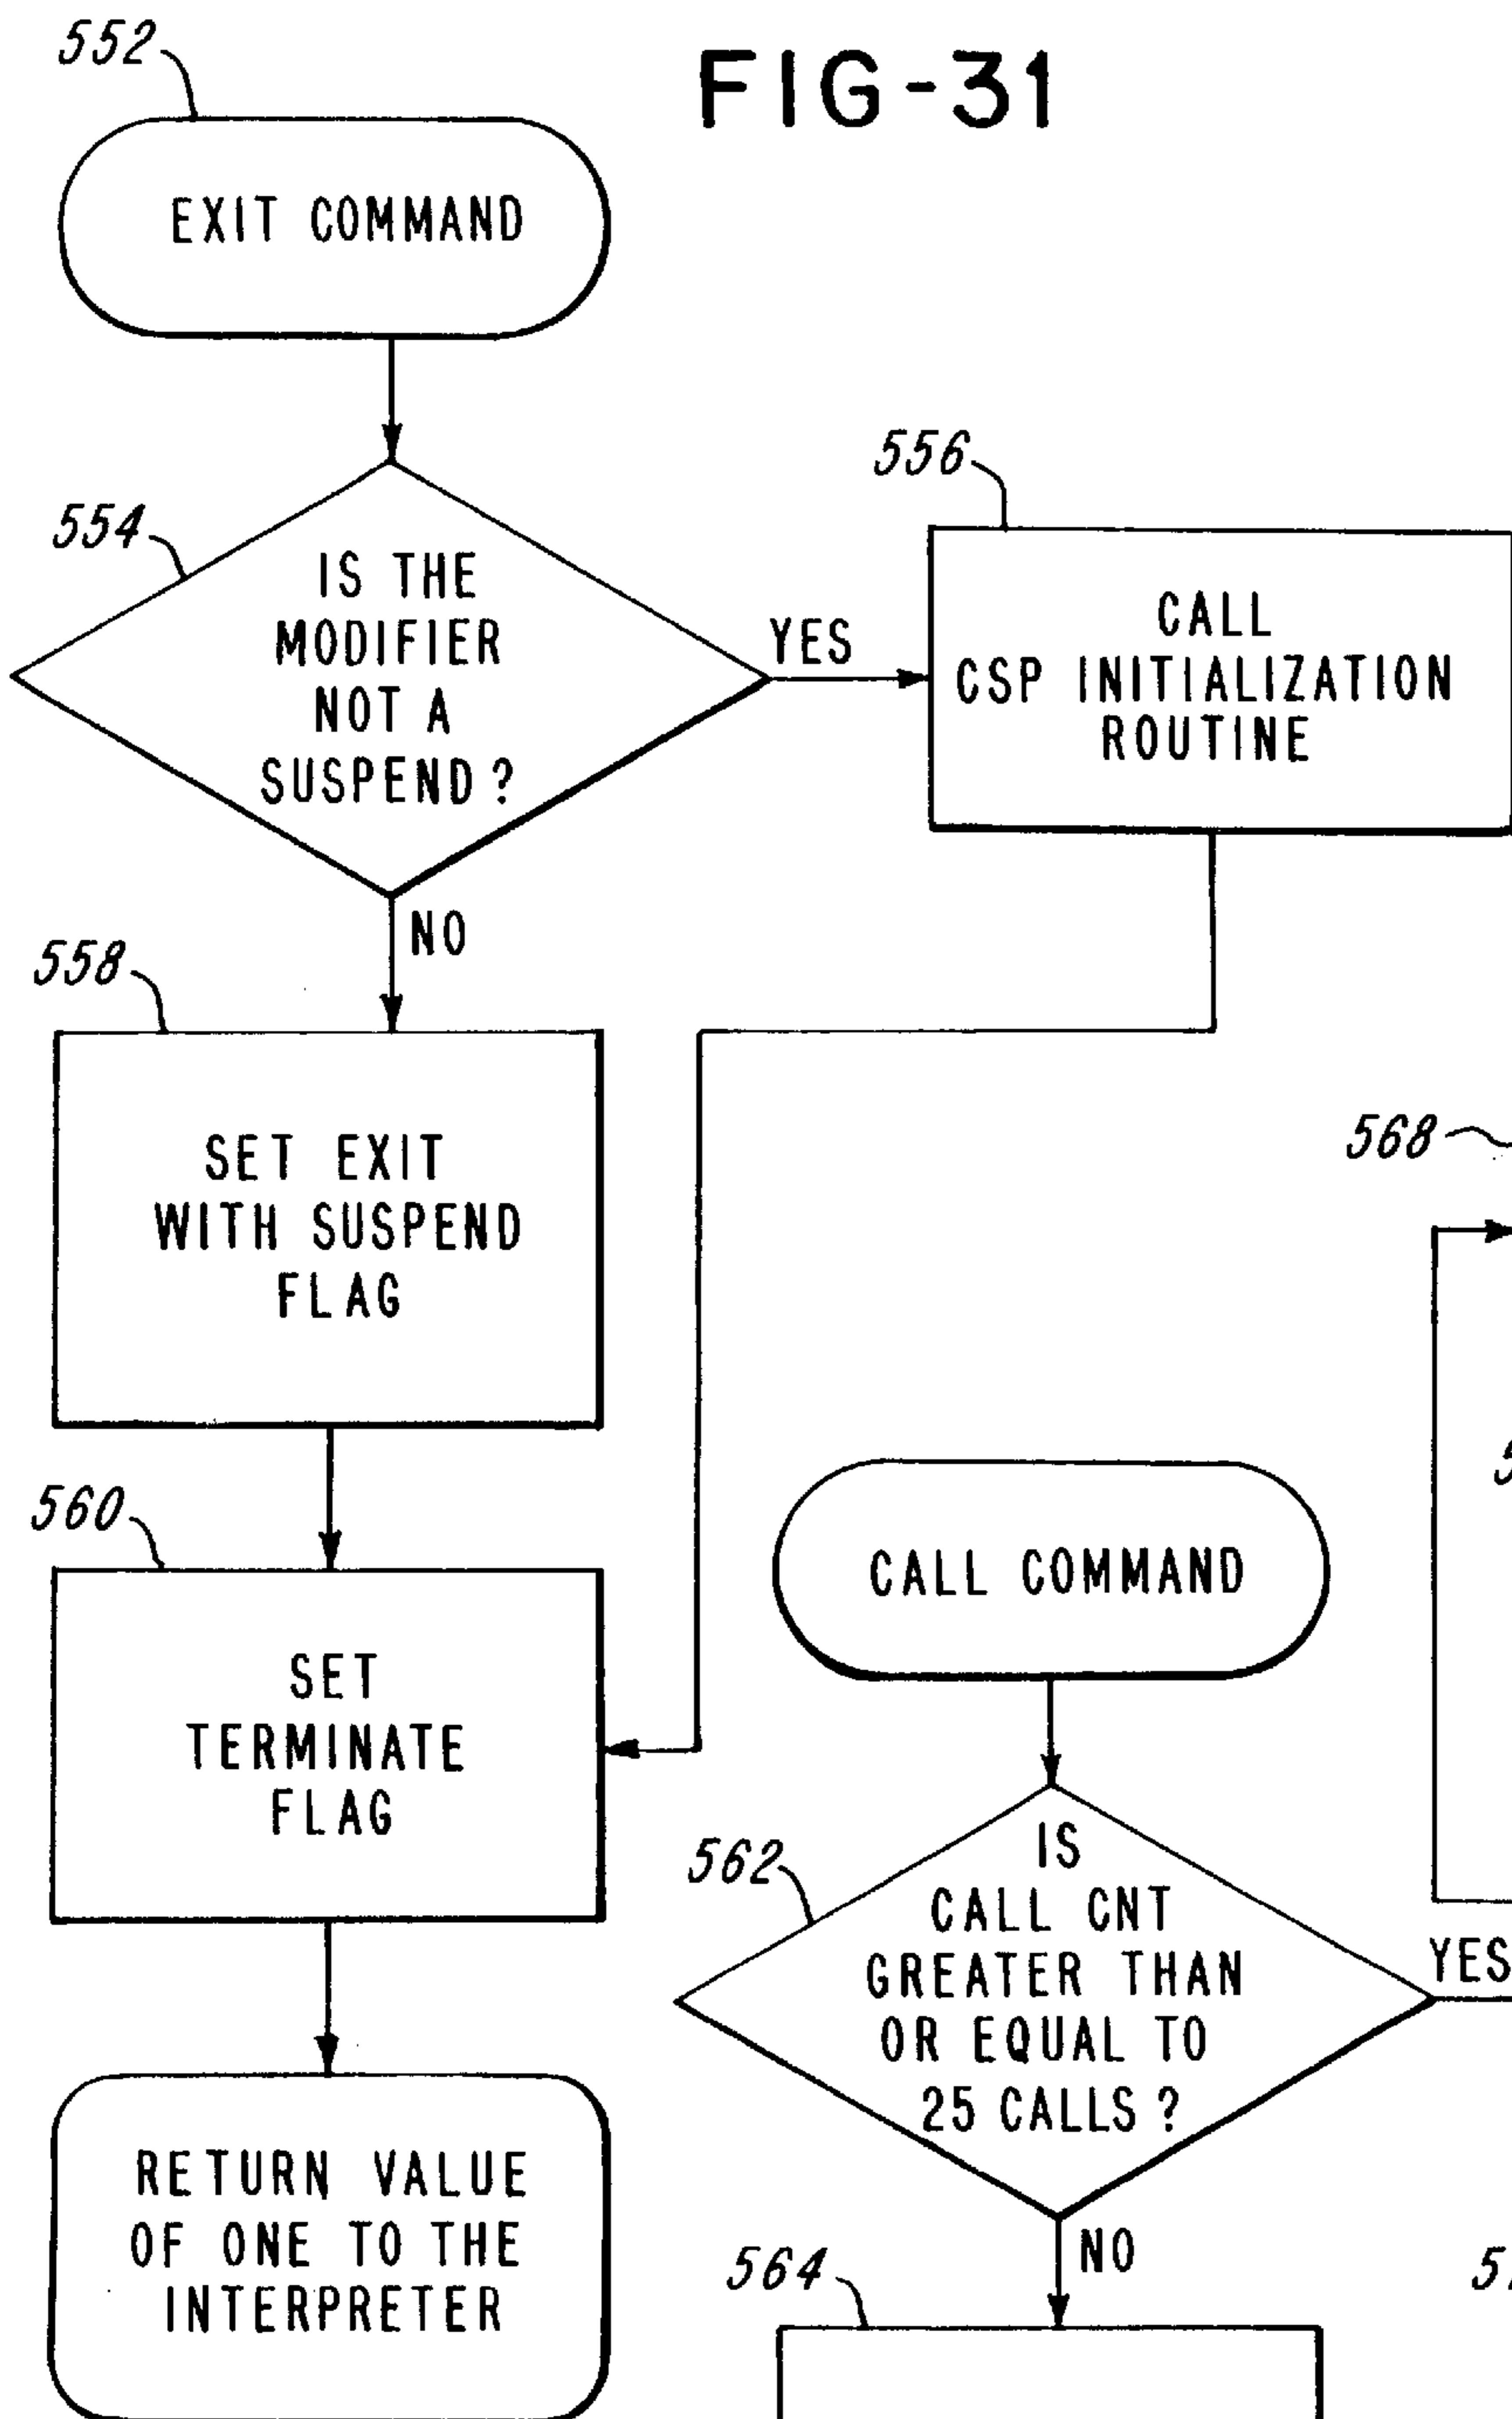 FIG-31
552
EXIT COMMAND
554
IS THE
MODIFIER
NOT A
SUSPEND?
YES
556
CALL
CSP INITIALIZATION
ROUTINE
NO
558
SET EXIT
WITH SUSPEND
FLAG
560
SET
TERMINATE
FLAG
RETURN VALUE
OF ONE TO THE
INTERPRETER
568
CALL COMMAND
562
IS
CALL CNT
GREATER THAN
OR EQUAL TO
25 CALLS?
YES
NO
564